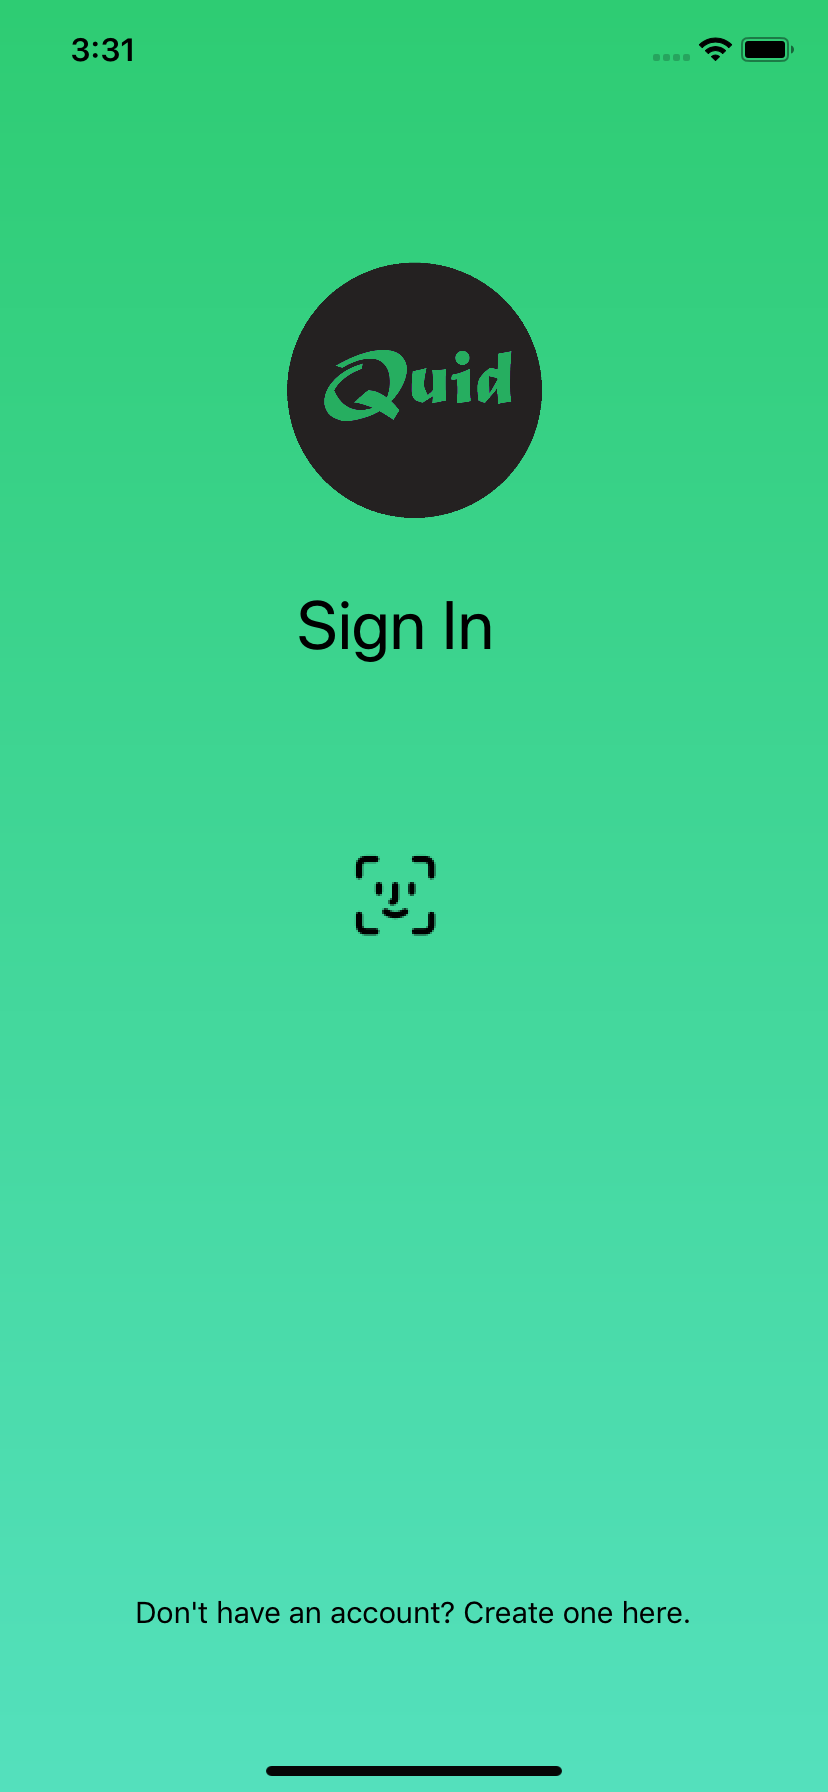 3:31
Quid
Sign In
Don't have an account? Create one here.